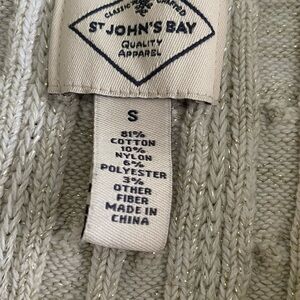 CLASSIC
CRAFTED
ST JOHN'S BAY
QUALITY
APPAREL
S
81%
COTTON
10%
NYLON
6%
POLYESTER
3%
OTHER
FIBER
MADE IN
CHINA